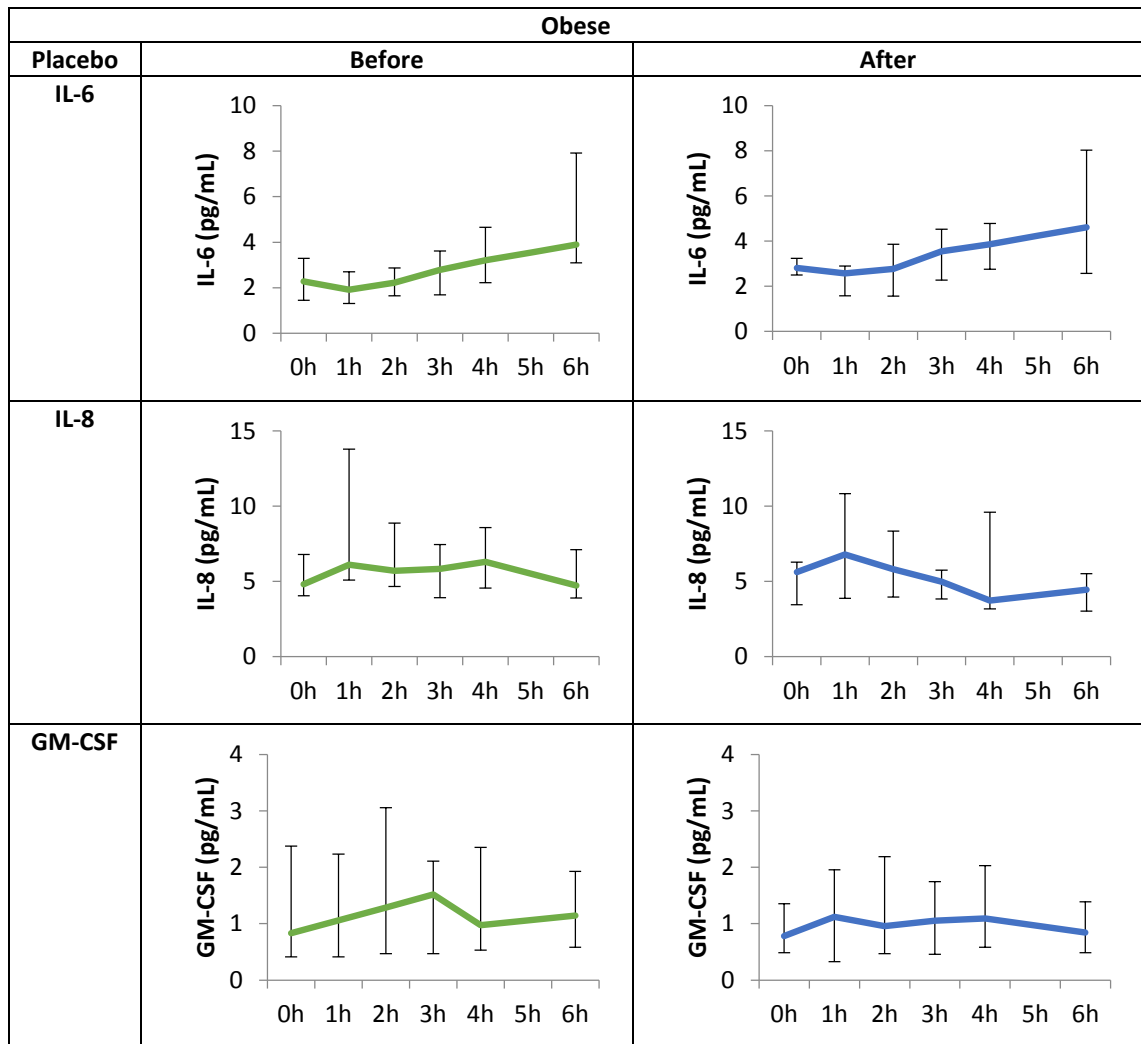 Obese
Placebo Before After
IL-6
IL-6 (pg/mL)
10
8
6
4
2
0
0h 1h 2h 3h 4h 5h 6h
IL-6 (pg/mL)
10
8
6
4
2
0
0h 1h 2h 3h 4h 5h 6h
IL-8
IL-8 (pg/mL)
15
10
5
0
0h 1h 2h 3h 4h 5h 6h
IL-8 (pg/mL)
15
10
5
0
0h 1h 2h 3h 4h 5h 6h
GM-CSF
GM-CSF (pg/mL)
4
3
2
1
0
0h 1h 2h 3h 4h 5h 6h
GM-CSF (pg/mL)
4
3
2
1
0
0h 1h 2h 3h 4h 5h 6h